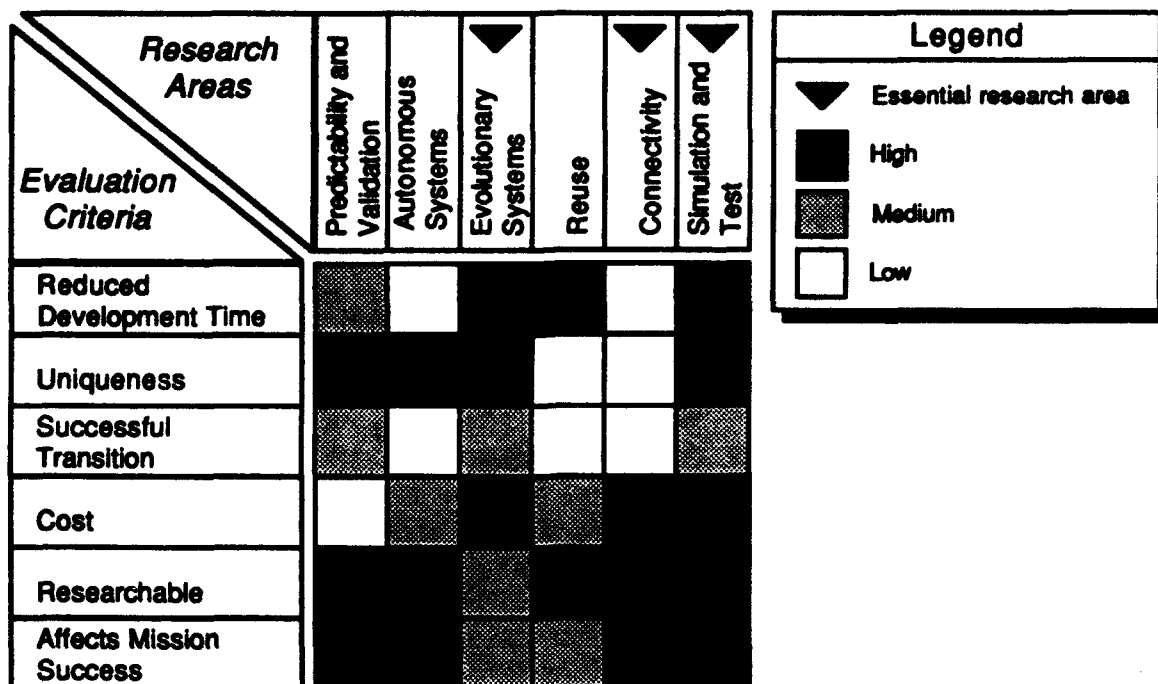 Research
Areas
Evaluation
Criteria
Predictability and
Validation
Autonomous
Systems
Evolutionary
Systems
Reuse
Connectivity
Simulation and
Test
Legend
Essential research area
High
Medium
Low
Reduced
Development Time
Uniqueness
Successful
Transition
Cost
Researchable
Affects Mission
Success